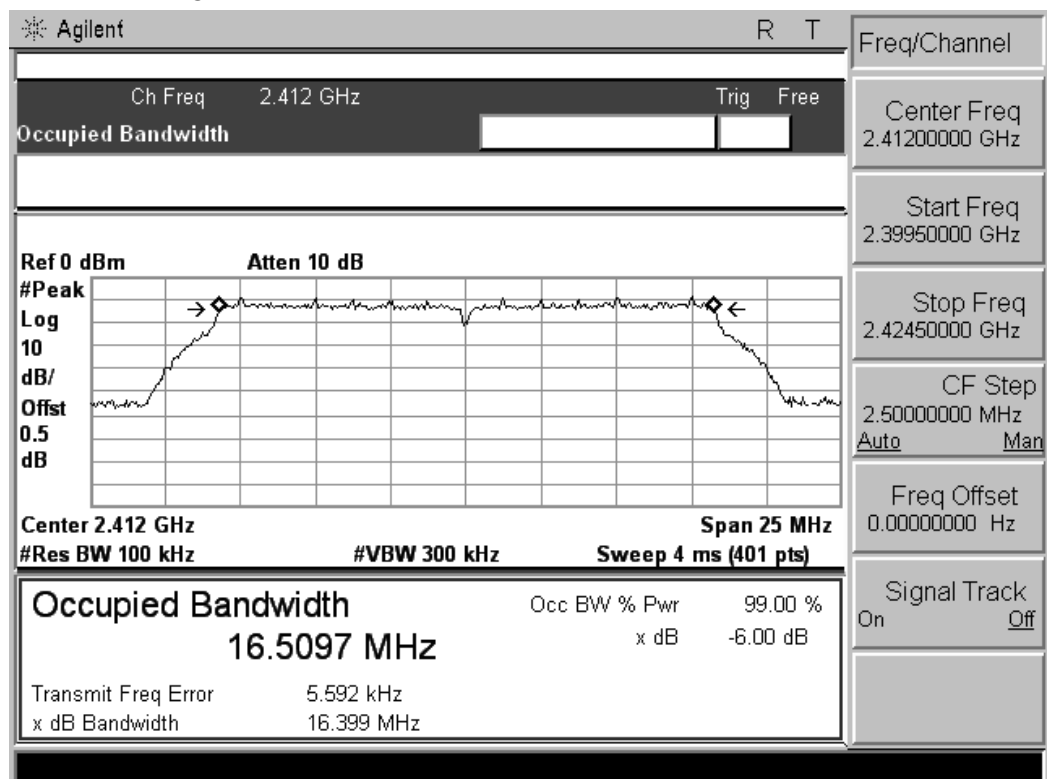 Agilent R T
Freq/Channel
Ch Freq 2.412 GHz Trig Free
Occupied Bandwidth
Center Freq
2.41200000 GHz
Start Freq
2.39950000 GHz
Stop Freq
2.42450000 GHz
CF Step
2.50000000 MHz
Auto Man
Freq Offset
0.00000000 Hz
Signal Track
On Off
Ref 0 dBm Atten 10 dB
#Peak
Log
10
dB/
Offst
0.5
dB
Center 2.412 GHz Span 25 MHz
#Res BW 100 kHz #VBW 300 kHz Sweep 4 ms (401 pts)
Occupied Bandwidth Occ BW % Pwr 99.00 %
16.5097 MHz x dB -6.00 dB
Transmit Freq Error 5.592 kHz
x dB Bandwidth 16.399 MHz